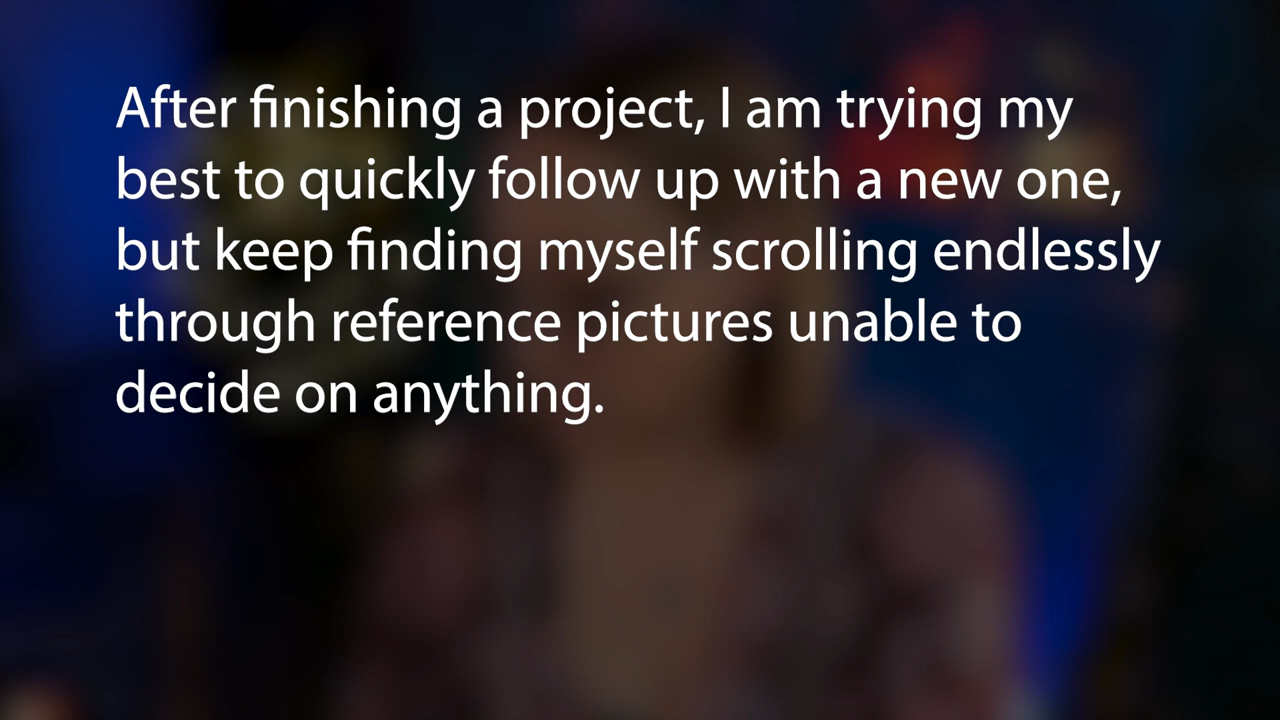 After finishing a project, I am trying my
best to quickly follow up with a new one,
but keep finding myself scrolling endlessly
through reference pictures unable to
decide on anything.